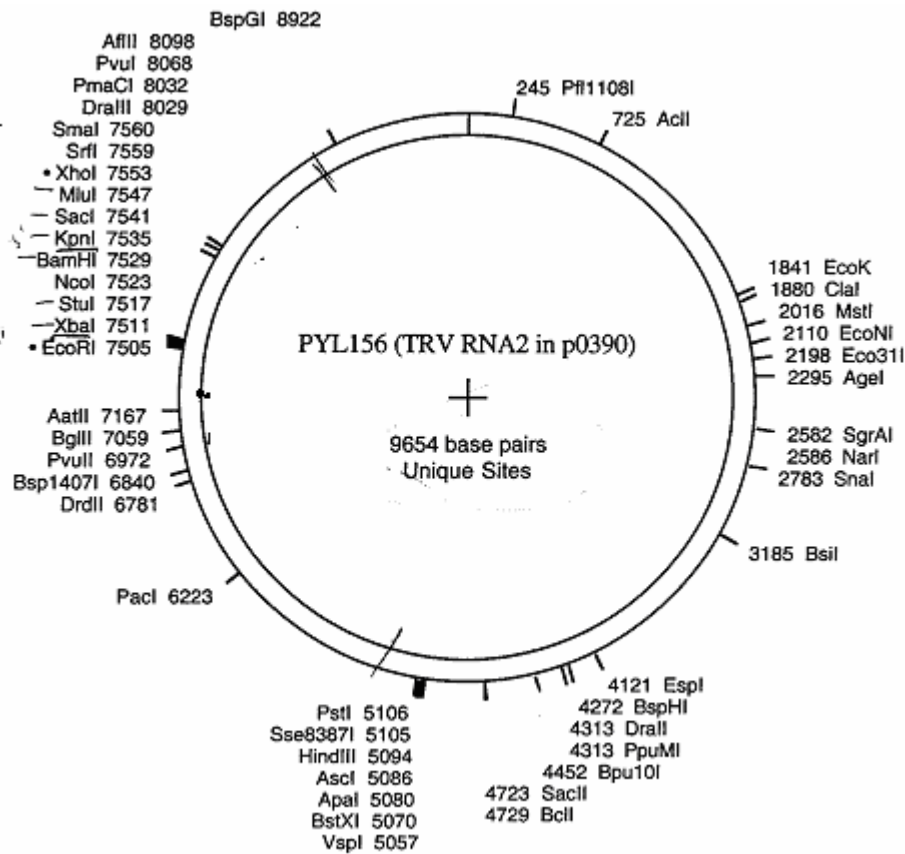 BspGI 8922
AflII 8098
PvuI 8068
PmaCI 8032
DraIII 8029
SmaI 7560
SrfI 7559
XhoI 7553
MluI 7547
SacI 7541
KpnI 7535
BamHI 7529
NcoI 7523
StuI 7517
XbaI 7511
EcoRI 7505
AatII 7167
BglII 7059
PvuII 6972
Bsp1407I 6840
DrdII 6781
PacI 6223
PstI 5106
Sse8387I 5105
HindIII 5094
AscI 5086
ApaI 5080
BstXI 5070
VspI 5057
PYL156 (TRV RNA2 in p0390)
9654 base pairs
Unique Sites
245 Pfl1108I
725 AclI
1841 EcoK
1880 ClaI
2016 MstI
2110 EcoNI
2198 Eco31I
2295 AgeI
2582 SgrAI
2586 NarI
2783 SnaI
3185 BsiI
4121 EspI
4272 BspHI
4313 DraII
4313 PpuMI
4452 Bpu10I
4723 SacII
4729 BclI